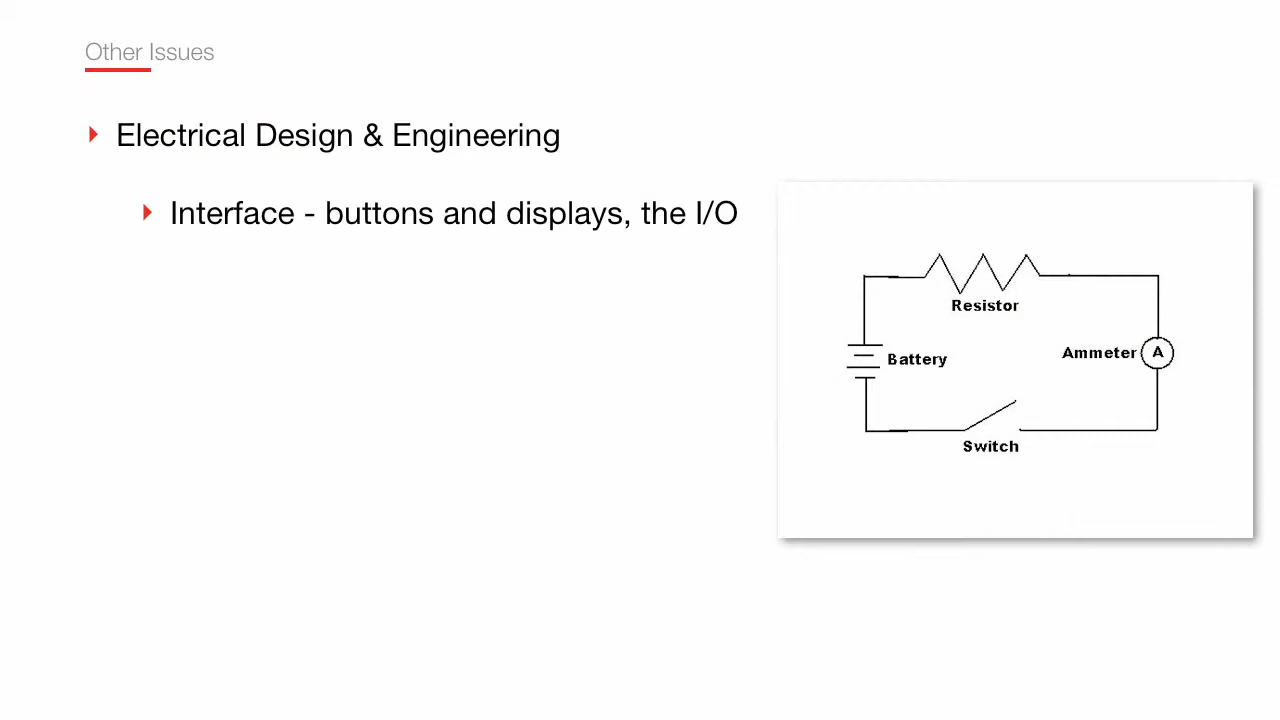 Other Issues
Electrical Design & Engineering
Interface - buttons and displays, the I/O
Resistor
Battery
Ammeter A
Switch